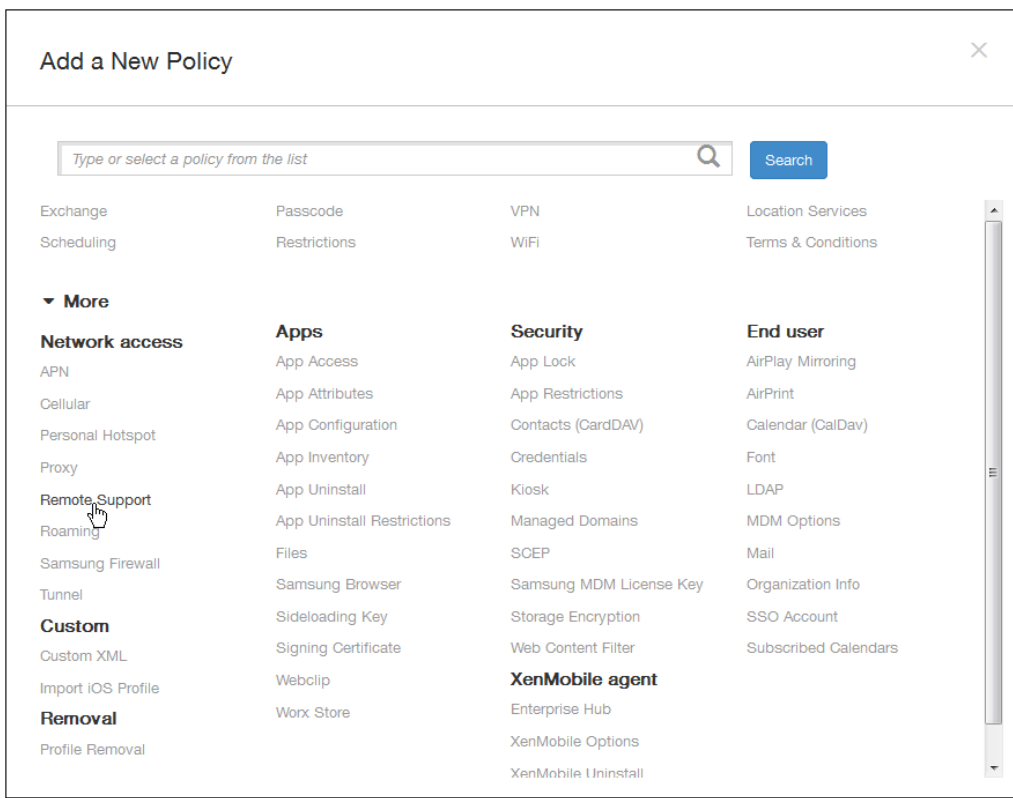 Add a New Policy
Type or select a policy from the list
Search
Exchange
Passcode
VPN
Location Services
Scheduling
Restrictions
WiFi
Terms & Conditions
More
Network access
APN
Cellular
Personal Hotspot
Proxy
Remote Support
Roaming
Samsung Firewall
Tunnel
Custom
Custom XML
Import iOS Profile
Removal
Profile Removal
Apps
App Access
App Attributes
App Configuration
App Inventory
App Uninstall
App Uninstall Restrictions
Files
Samsung Browser
Sideloading Key
Signing Certificate
Webclip
Worx Store
Security
App Lock
App Restrictions
Contacts (CardDAV)
Credentials
Kiosk
Managed Domains
SCEP
Samsung MDM License Key
Storage Encryption
Web Content Filter
XenMobile agent
Enterprise Hub
XenMobile Options
XenMobile Uninstall
End user
AirPlay Mirroring
AirPrint
Calendar (CalDav)
Font
LDAP
MDM Options
Mail
Organization Info
SSO Account
Subscribed Calendars